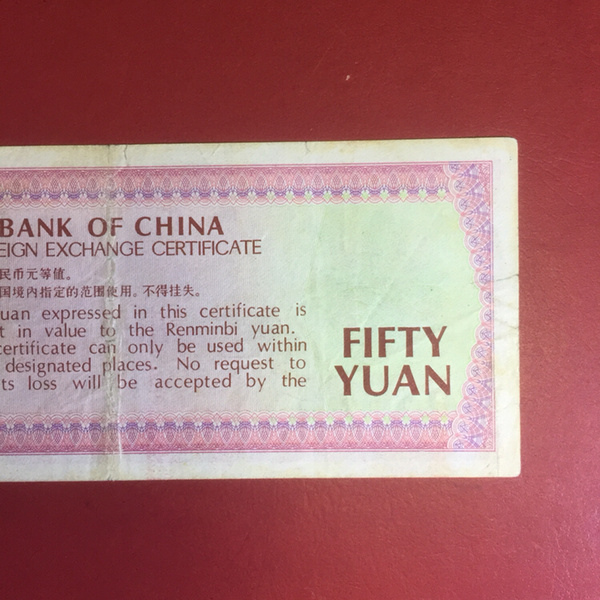 BANK OF CHINA
EIGN EXCHANGE CERTIFICATE
民币元等值。
国境内指定的范围使用。不得挂失。
uan expressed in this certificate is
t in value to the Renminbi yuan.
certificate can only be used within
designated places. No request to
ts loss will be accepted by the
FIFTY
YUAN